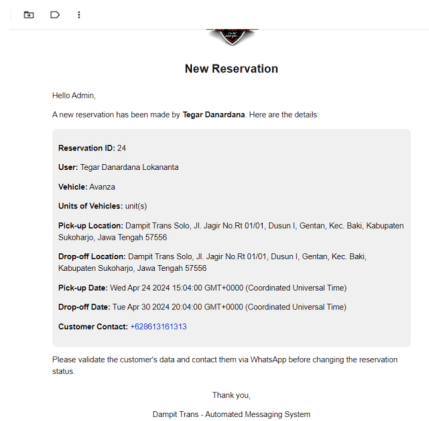 New Reservation
Hello Admin,
A new reservation has been made by Tegar Danardana. Here are the details:
Reservation ID: 24
User: Tegar Danardana Lokananta
Vehicle: Avanza
Units of Vehicles: unit(s)
Pick-up Location: Dampit Trans Solo, Jl. Jagir No.Rt 01/01, Dusun I, Gentan, Kec. Baki, Kabupaten
Sukoharjo, Jawa Tengah 57556
Drop-off Location: Dampit Trans Solo, Jl. Jagir No.Rt 01/01, Dusun I, Gentan, Kec. Baki,
Kabupaten Sukoharjo, Jawa Tengah 57556
Pick-up Date: Wed Apr 24 2024 15:04:00 GMT+0000 (Coordinated Universal Time)
Drop-off Date: Tue Apr 30 2024 20:04:00 GMT+0000 (Coordinated Universal Time)
Customer Contact: +628613161313
Please validate the customer's data and contact them via WhatsApp before changing the reservation
status.
Thank you,
Dampit Trans - Automated Messaging System